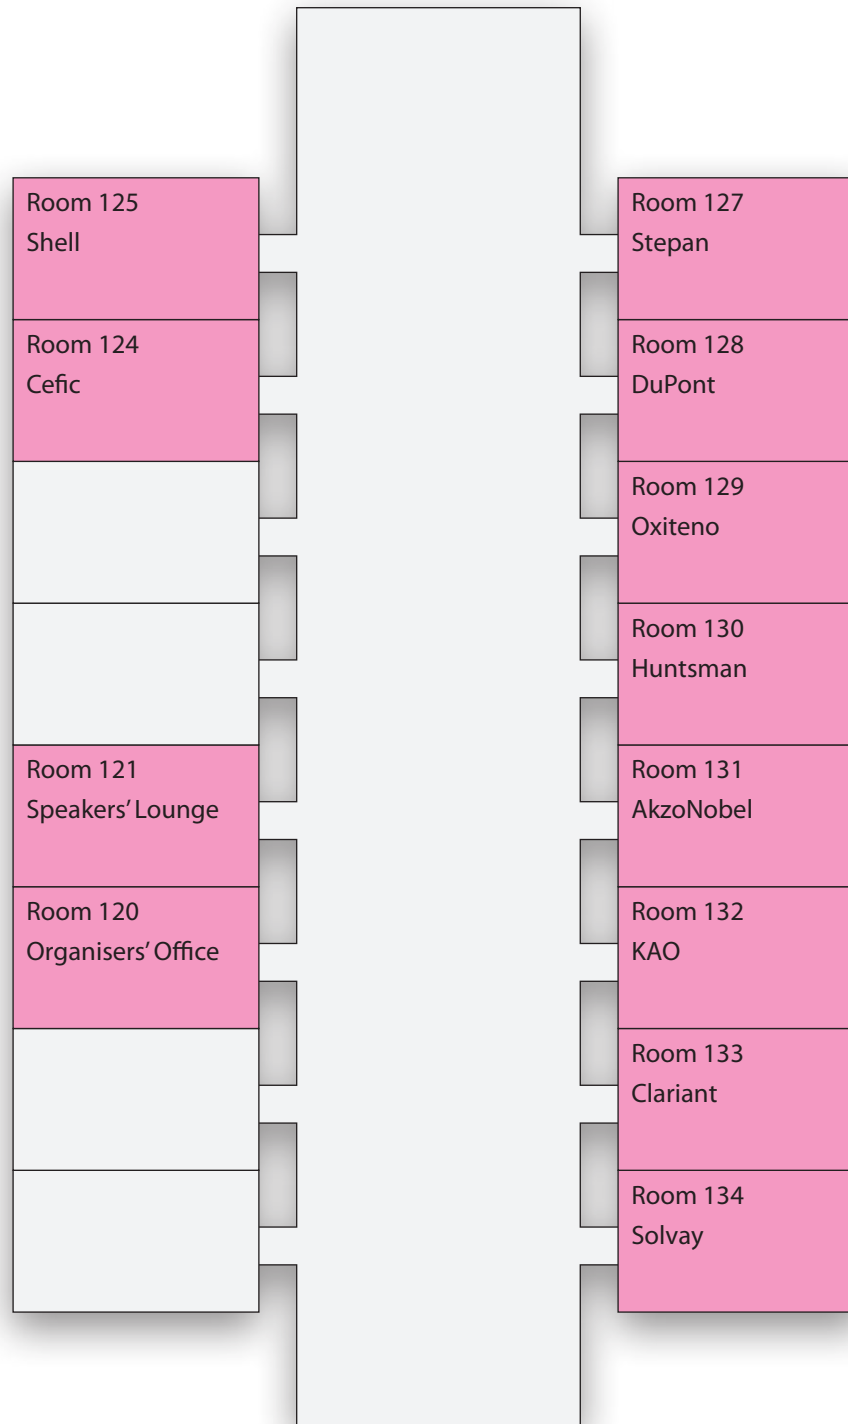 Room 125
Shell
Room 124
Cefic
Room 121
Speakers’ Lounge
Room 120
Organisers’ Office
Room 127
Stepan
Room 128
DuPont
Room 129
Oxiteno
Room 130
Huntsman
Room 131
AkzoNobel
Room 132
KAO
Room 133
Clariant
Room 134
Solvay